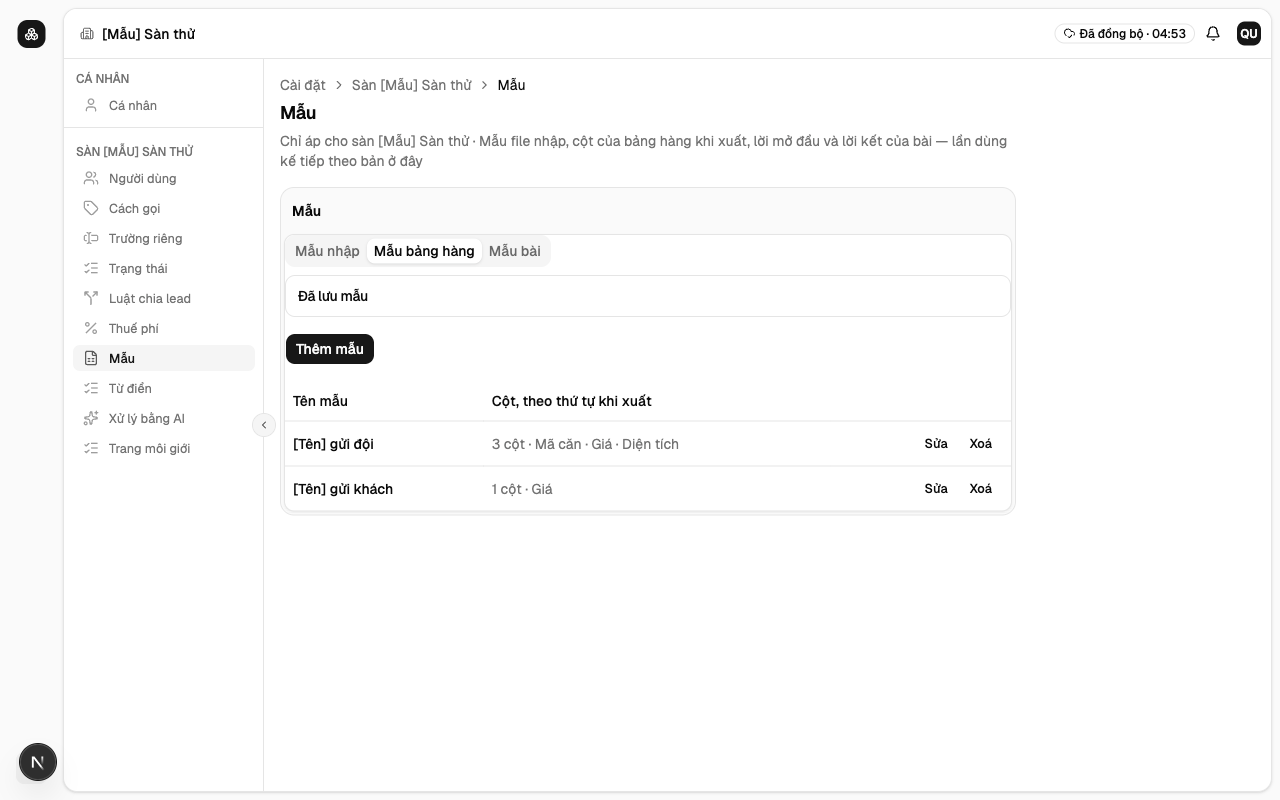 [Mẫu] Sàn thử
Đã đồng bộ · 04:53
QU
CÁ NHÂN
Cá nhân
SÀN [MẪU] SÀN THỬ
Người dùng
Cách gọi
Trường riêng
Trạng thái
Luật chia lead
Thuế phí
Mẫu
Từ điển
Xử lý bằng AI
Trang môi giới
N
Cài đặt > Sàn [Mẫu] Sàn thử > Mẫu
Mẫu
Chỉ áp cho sàn [Mẫu] Sàn thử · Mẫu file nhập, cột của bảng hàng khi xuất, lời mở đầu và lời kết của bài — lần dùng
kế tiếp theo bản ở đây
Mẫu
Mẫu nhập Mẫu bảng hàng Mẫu bài
Đã lưu mẫu
Thêm mẫu
Tên mẫu Cột, theo thứ tự khi xuất
[Tên] gửi đội 3 cột · Mã căn · Giá · Diện tích Sửa Xoá
[Tên] gửi khách 1 cột · Giá Sửa Xoá